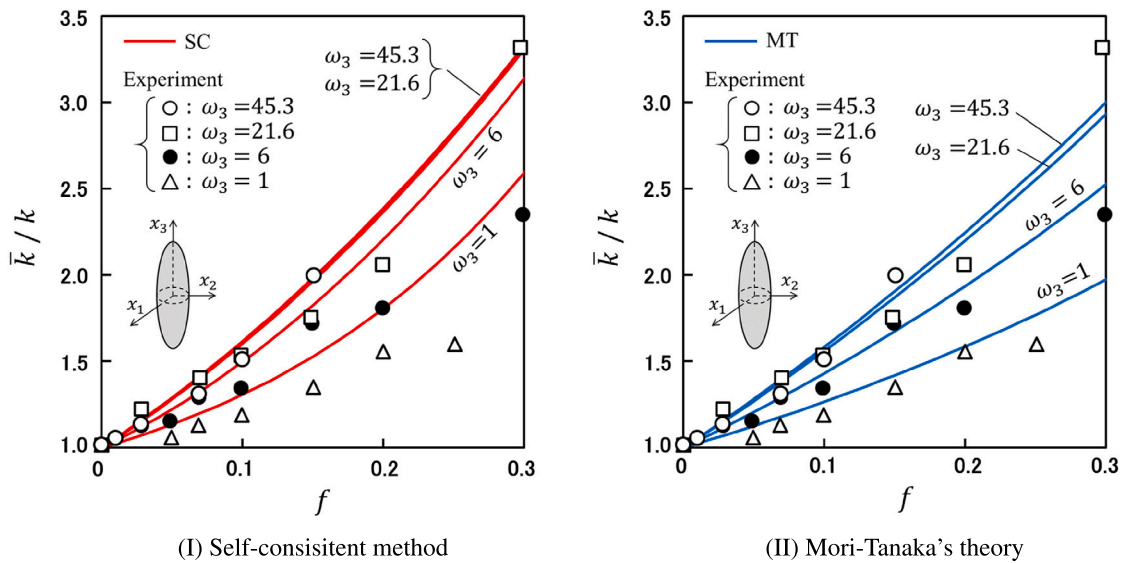 3.5
3.0
2.5
2.0
1.5
1.0
k̄ / k
SC
Experiment
: ω₃ =45.3
: ω₃ =21.6
: ω₃ = 6
: ω₃ = 1
ω₃ =45.3
ω₃ =21.6
ω₃ = 6
ω₃=1
x₃
x₂
x₁
0
0.1
0.2
0.3
f
(I) Self-consisitent method
3.5
3.0
2.5
2.0
1.5
1.0
k̄ / k
MT
Experiment
: ω₃ =45.3
: ω₃ =21.6
: ω₃ = 6
: ω₃ = 1
ω₃ =45.3
ω₃ =21.6
ω₃ = 6
ω₃=1
x₃
x₂
x₁
0
0.1
0.2
0.3
f
(II) Mori-Tanaka's theory